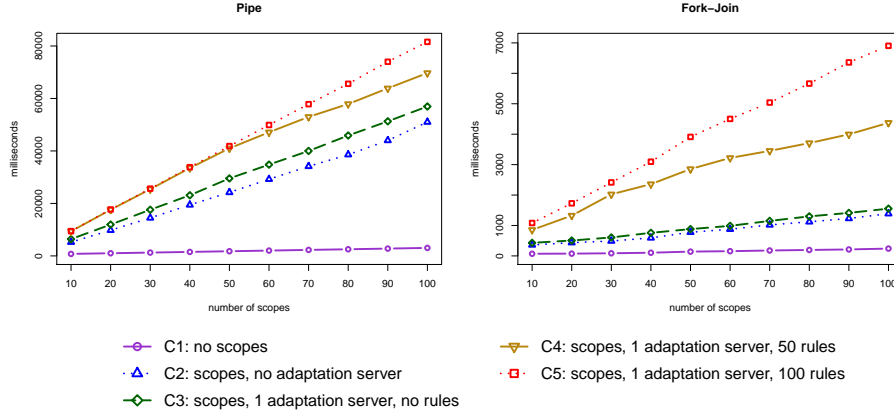 Pipe
80000
60000
40000
20000
0
milliseconds
10 20 30 40 50 60 70 80 90 100
number of scopes
Fork−Join
7000
5000
3000
1000
0
milliseconds
10 20 30 40 50 60 70 80 90 100
number of scopes
C1: no scopes
C2: scopes, no adaptation server
C3: scopes, 1 adaptation server, no rules
C4: scopes, 1 adaptation server, 50 rules
C5: scopes, 1 adaptation server, 100 rules